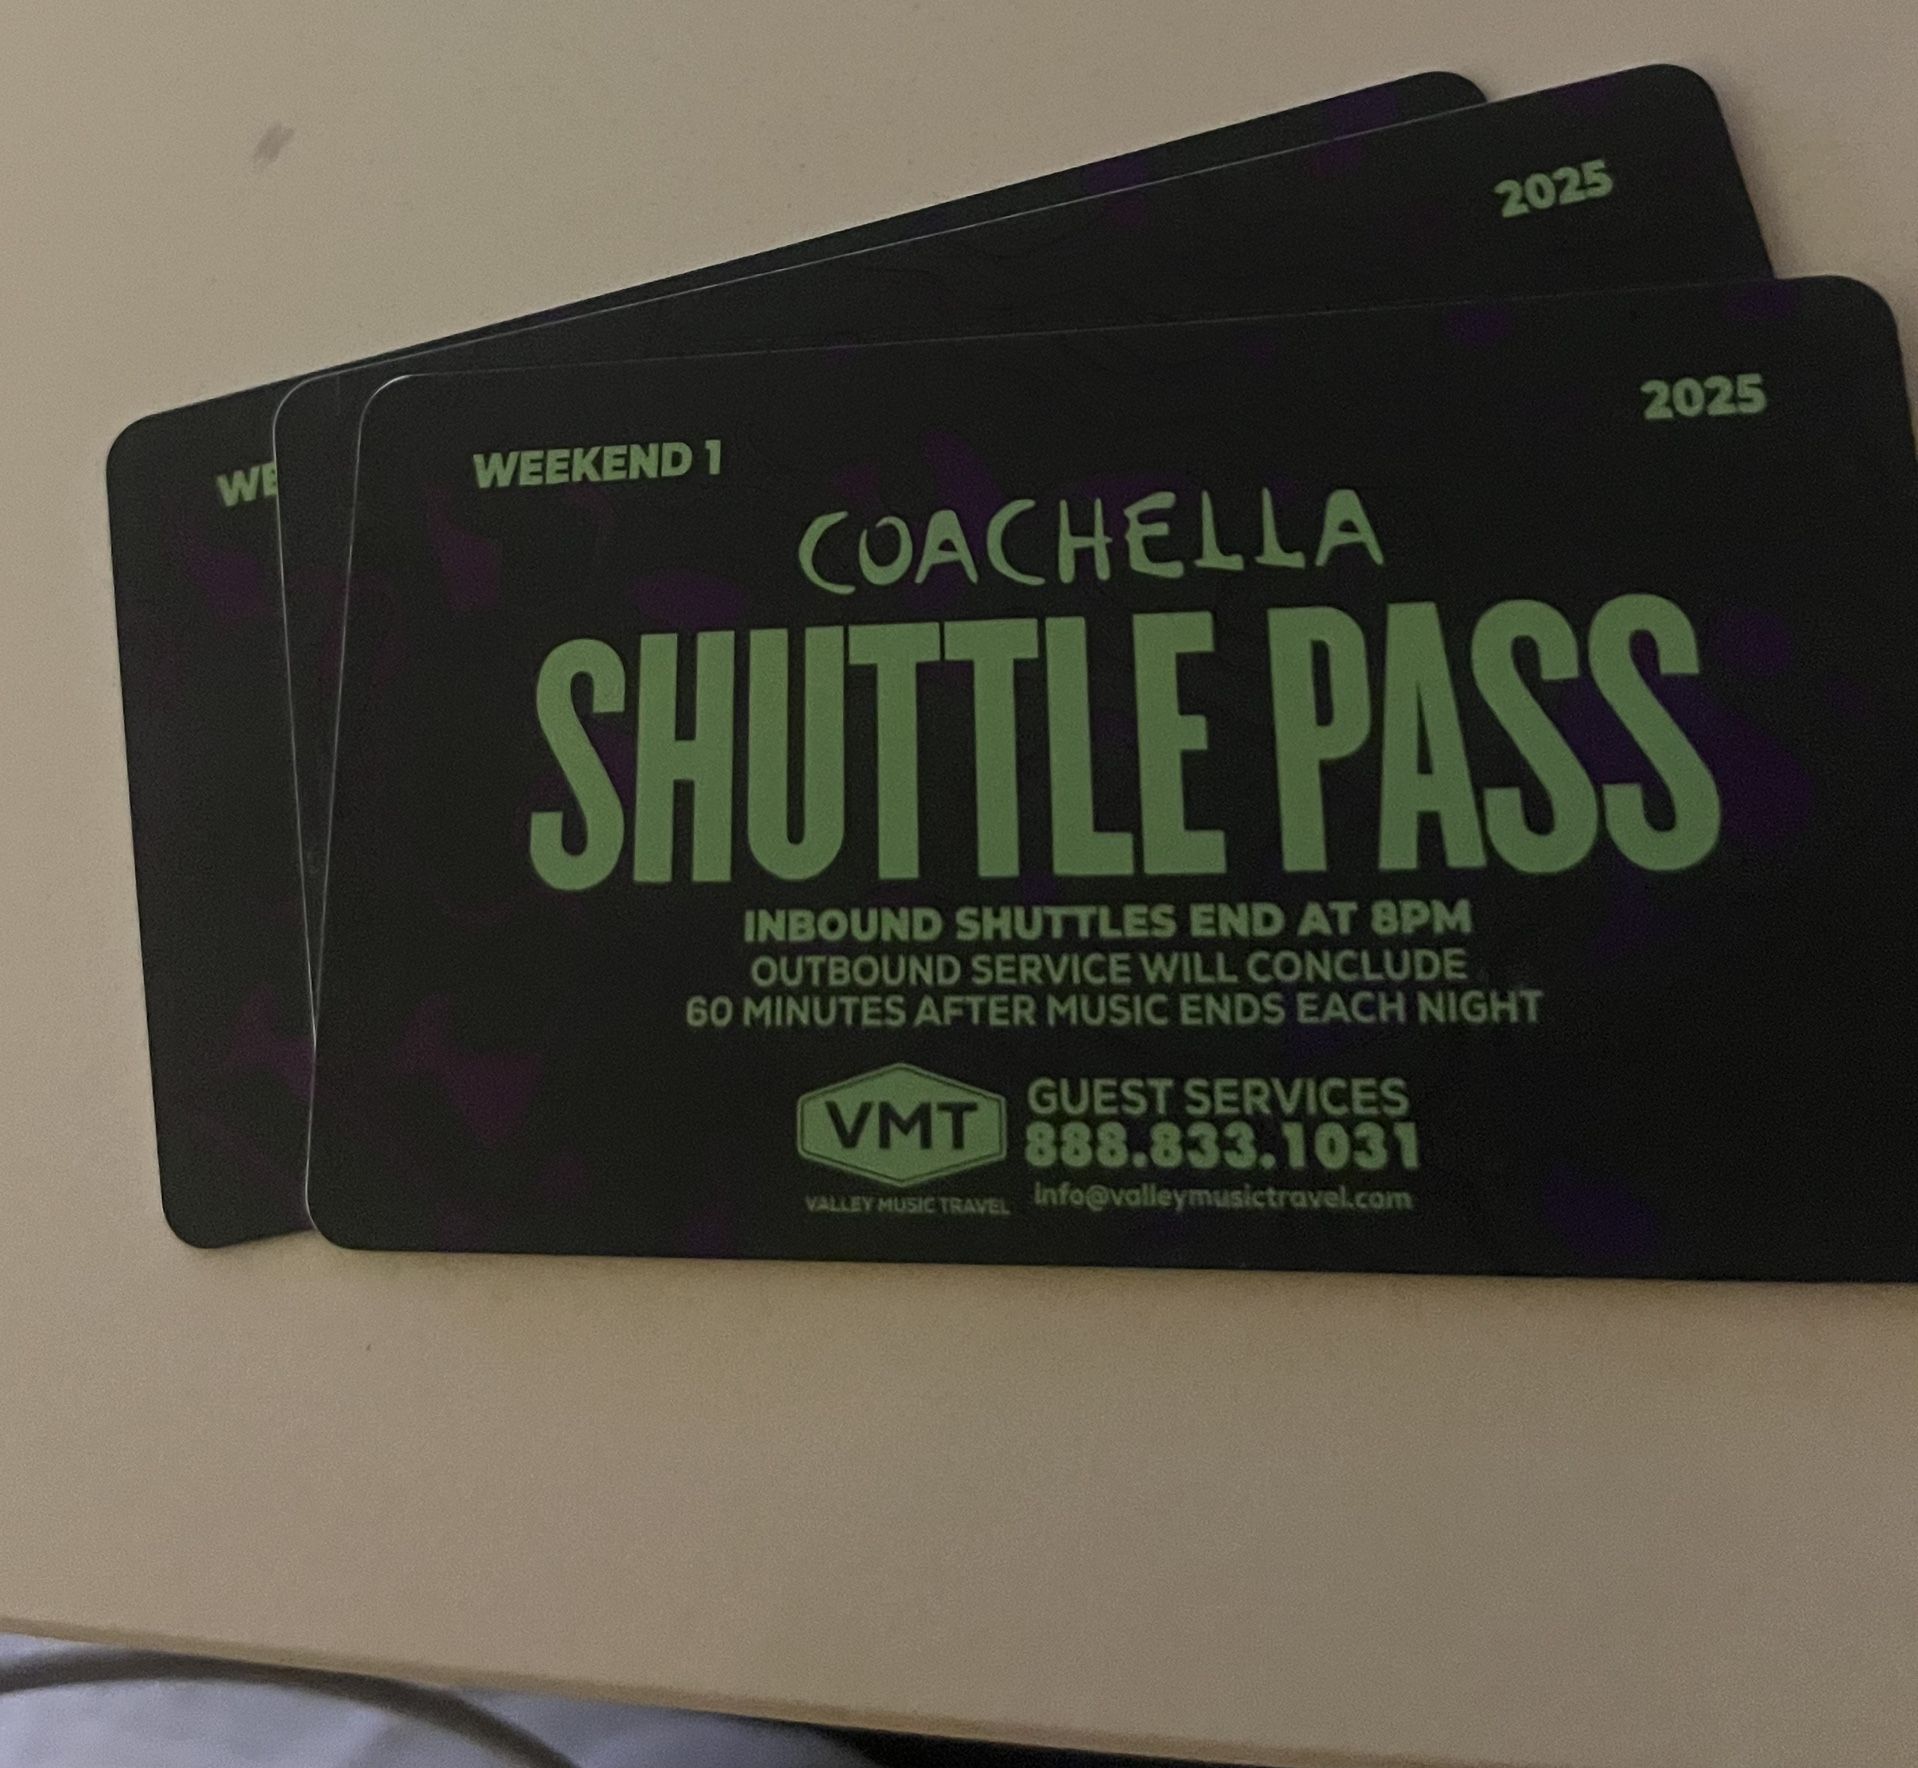 2025
WE
WEEKEND 1
2025
COACHELLA
SHUTTLE PASS
INBOUND SHUTTLES END AT 8PM
OUTBOUND SERVICE WILL CONCLUDE
60 MINUTES AFTER MUSIC ENDS EACH NIGHT
VMT
VALLEY MUSIC TRAVEL
GUEST SERVICES
888.833.1031
info@valleymusictravel.com